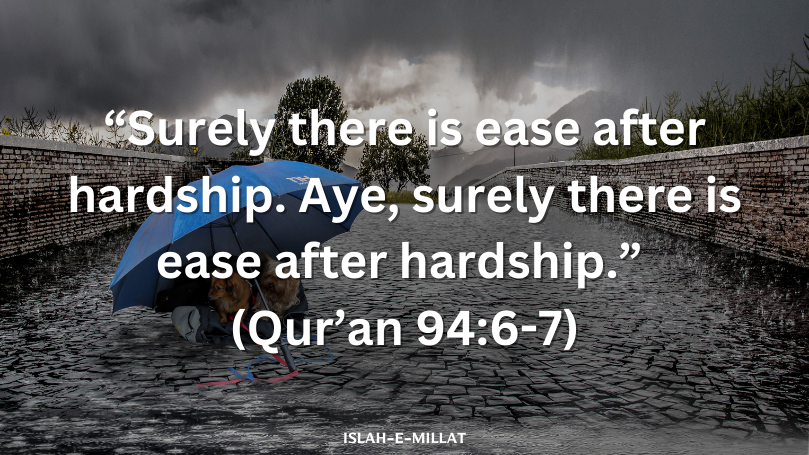 “Surely there is ease after
hardship. Aye, surely there is
ease after hardship.”
(Qur’an 94:6-7)
ISLAH-E-MILLAT